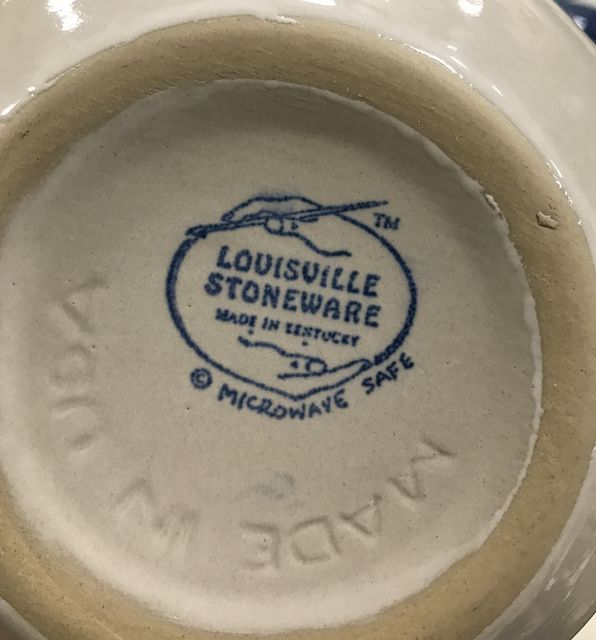 TM
LOUISVILLE
STONEWARE
MADE IN KENTUCKY
© MICROWAVE SAFE
MADE IN USA